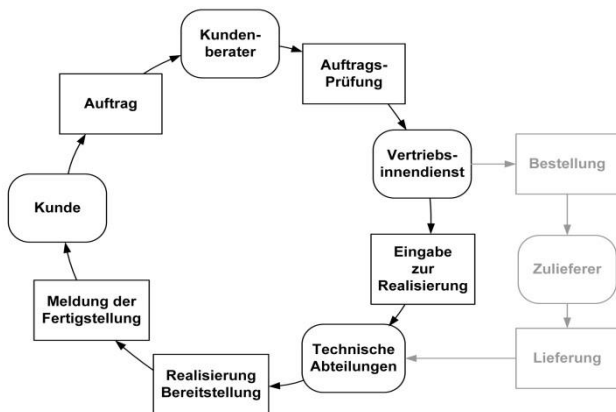 Kunden-
berater
Auftrags-
Prüfung
Auftrag
Vertriebs-
innendienst
Bestellung
Kunde
Eingabe
zur
Realisierung
Zulieferer
Meldung der
Fertigstellung
Technische
Abteilungen
Lieferung
Realisierung
Bereitstellung